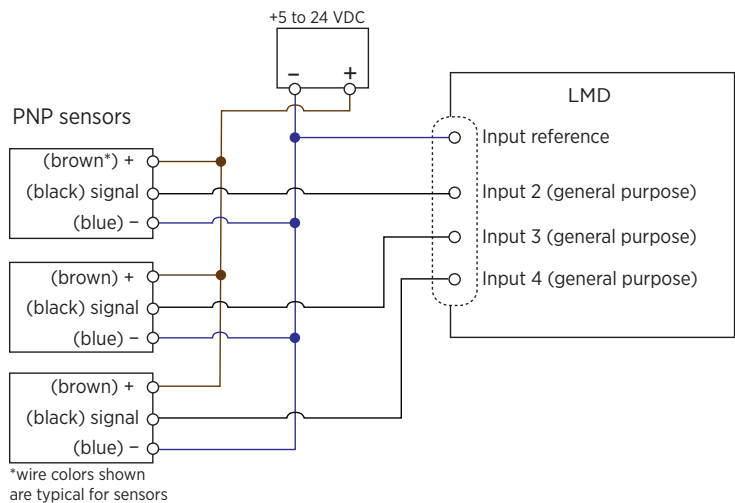 +5 to 24 VDC
− +
PNP sensors
LMD
Input reference
(brown*) +
(black) signal
(blue) −
Input 2 (general purpose)
Input 3 (general purpose)
Input 4 (general purpose)
(brown) +
(black) signal
(blue) −
(brown) +
(black) signal
(blue) −
*wire colors shown
are typical for sensors